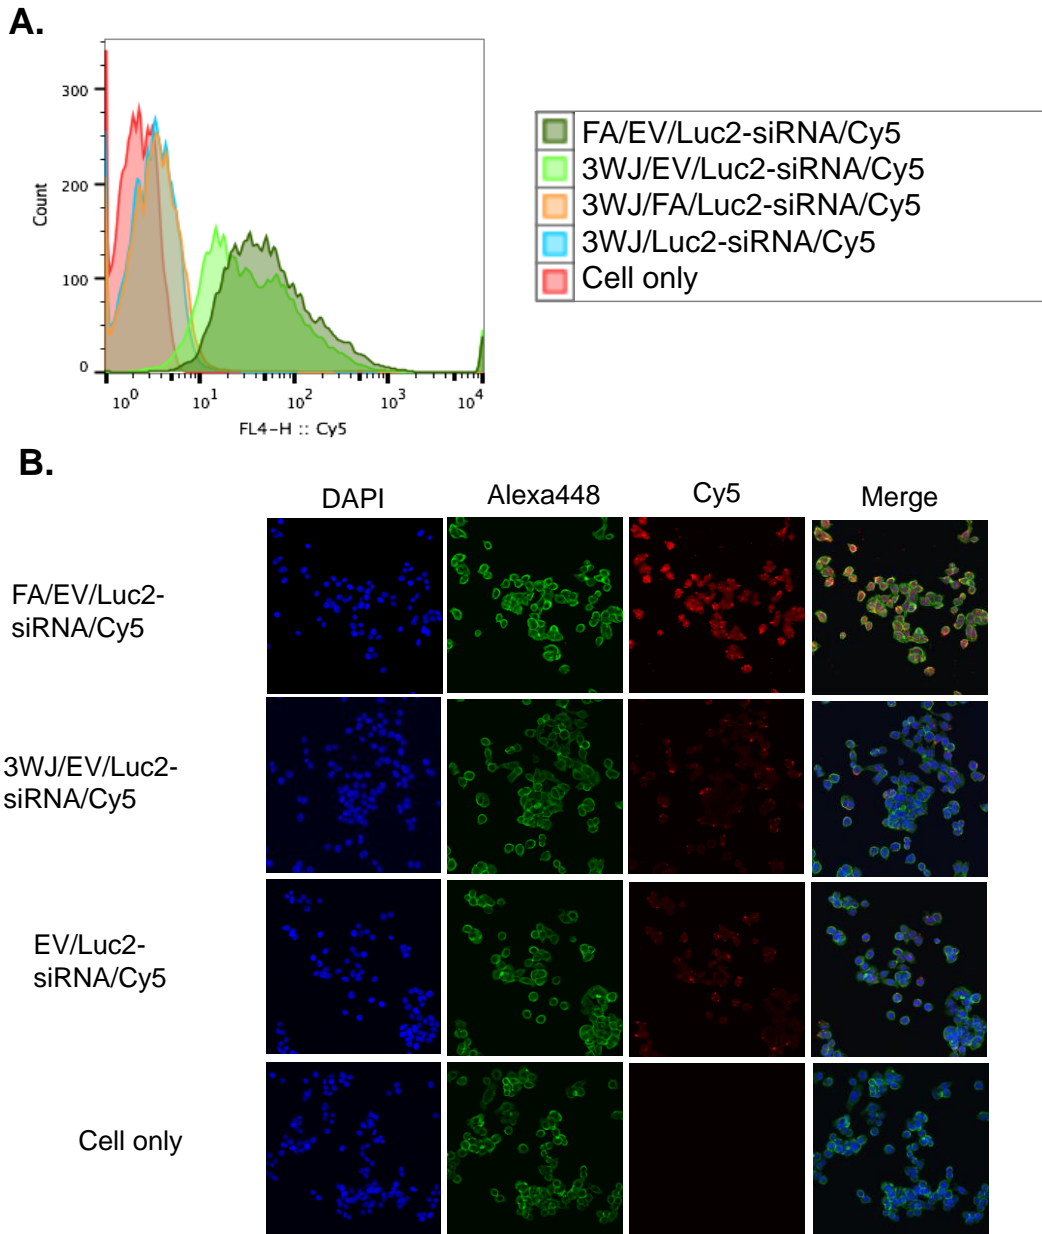 A.
300
200
100
0
Count
10^0 10^1 10^2 10^3 10^4
FL4-H :: Cy5
FA/EV/Luc2-siRNA/Cy5
3WJ/EV/Luc2-siRNA/Cy5
3WJ/FA/Luc2-siRNA/Cy5
3WJ/Luc2-siRNA/Cy5
Cell only
B.
DAPI Alexa448 Cy5 Merge
FA/EV/Luc2-
siRNA/Cy5
3WJ/EV/Luc2-
siRNA/Cy5
EV/Luc2-
siRNA/Cy5
Cell only